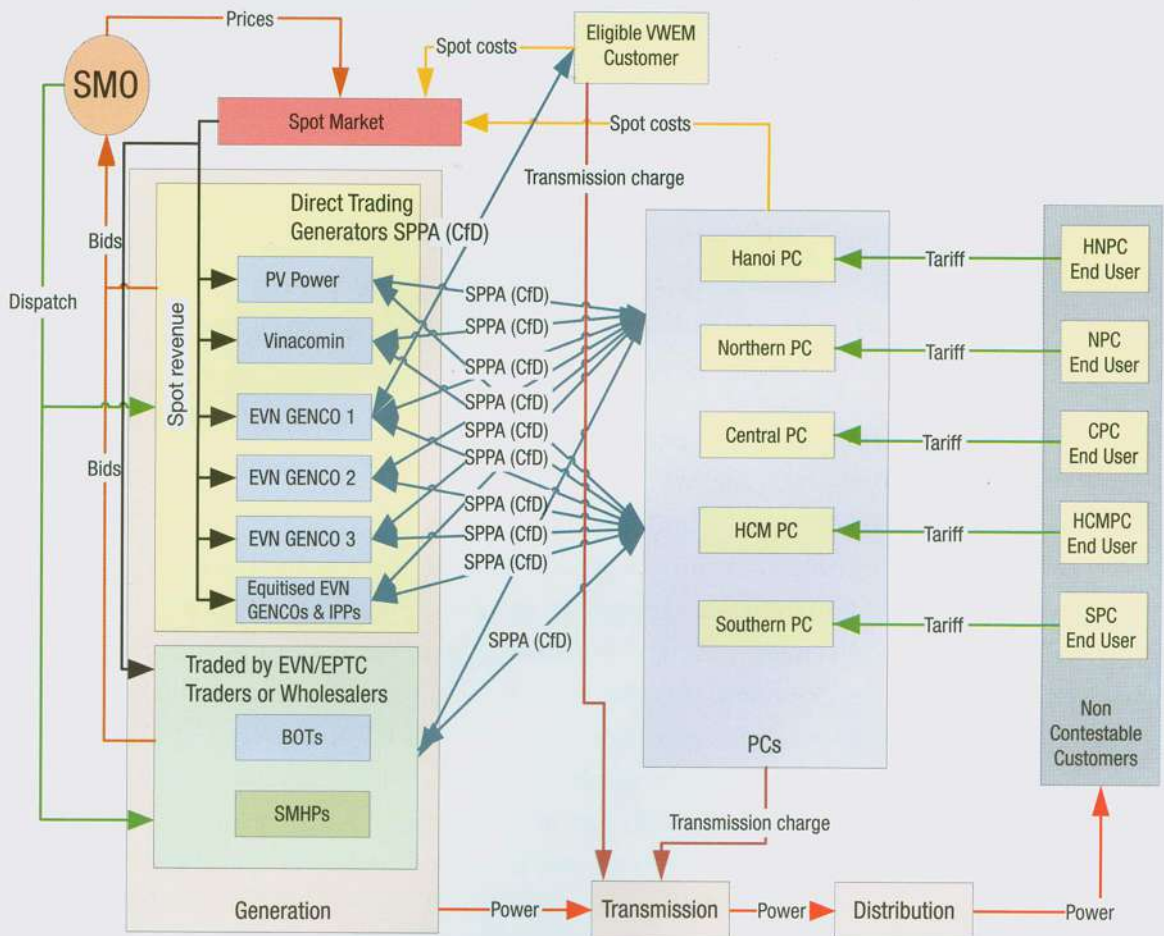 Prices
SMO
Spot costs
Eligible VWEM
Customer
Spot Market
Spot costs
Transmission charge
Direct Trading
Generators SPPA (CfD)
Bids
Dispatch
Spot revenue
Bids
PV Power
Vinacomin
EVN GENCO 1
EVN GENCO 2
EVN GENCO 3
Equitised EVN
GENCOs & IPPs
SPPA (CfD)
SPPA (CfD)
SPPA (CfD)
SPPA (CfD)
SPPA (CfD)
SPPA (CfD)
SPPA (CfD)
SPPA (CfD)
SPPA (CfD)
SPPA (CfD)
Hanoi PC
Northern PC
Central PC
HCM PC
Southern PC
PCs
Tariff
Tariff
Tariff
Tariff
Tariff
HNPC
End User
NPC
End User
CPC
End User
HCMPC
End User
SPC
End User
Non
Contestable
Customers
Traded by EVN/EPTC
Traders or Wholesalers
BOTs
SMHPs
Transmission charge
Generation
Power
Transmission
Power
Distribution
Power